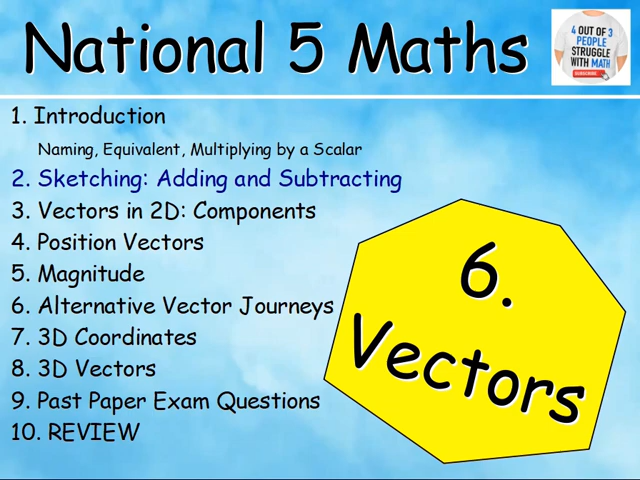 National 5 Maths
4 OUT OF 3
PEOPLE
STRUGGLE
WITH MATH
SUBSCRIBE
1. Introduction
Naming, Equivalent, Multiplying by a Scalar
2. Sketching: Adding and Subtracting
3. Vectors in 2D: Components
4. Position Vectors
5. Magnitude
6. Alternative Vector Journeys
7. 3D Coordinates
8. 3D Vectors
9. Past Paper Exam Questions
10. REVIEW
6.
Vectors